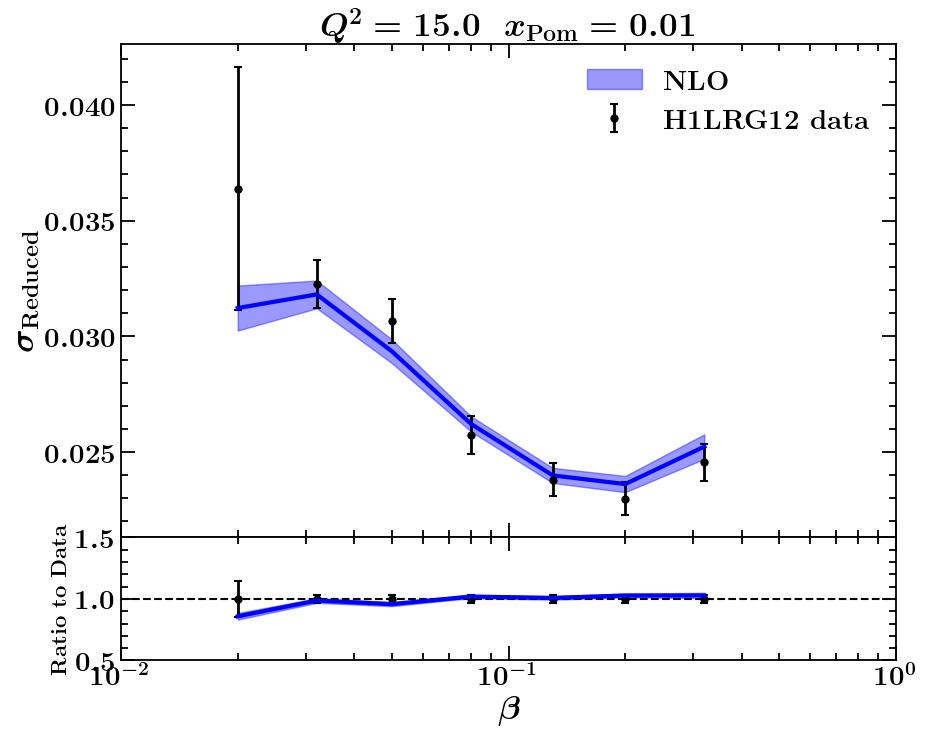 Q² = 15.0 x_Pom = 0.01
NLO
H1LRG12 data
0.040
0.035
0.030
0.025
σ_Reduced
1.5
1.0
0.5
Ratio to Data
10⁻² 10⁻¹ 10⁰
β